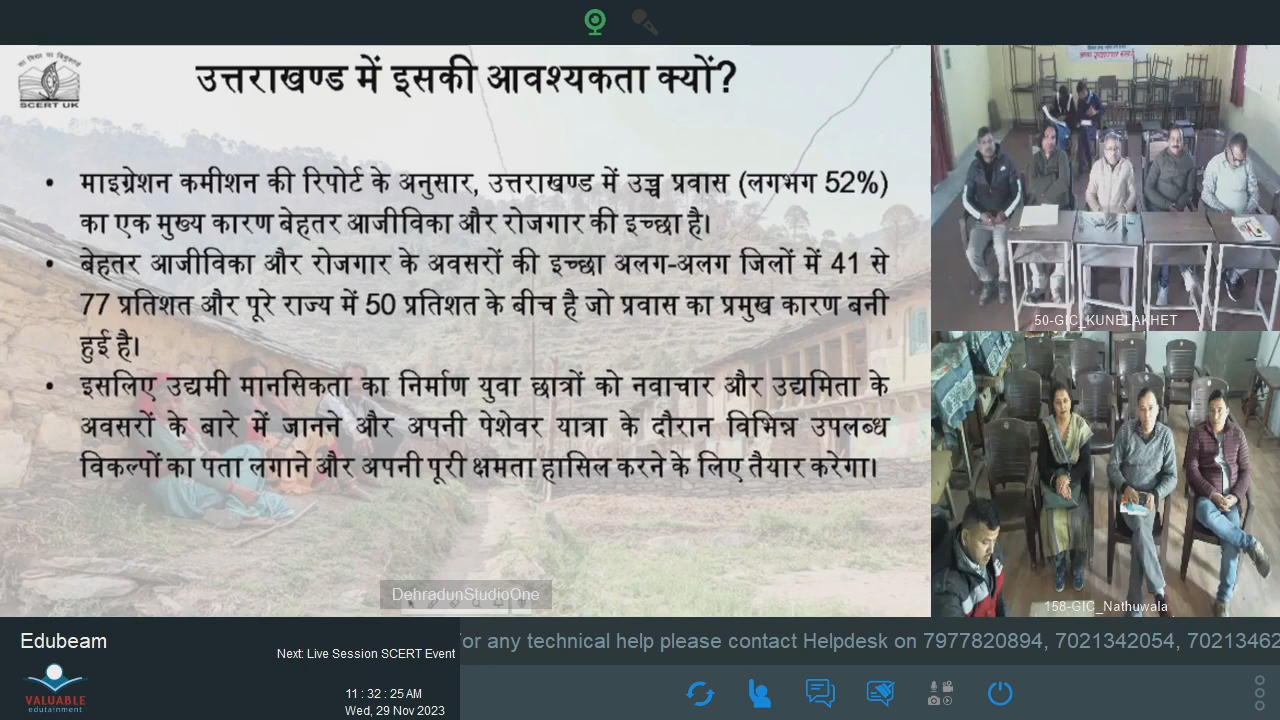 सा विद्या या विमुक्तये
SCERT UK
उत्तराखण्ड में इसकी आवश्यकता क्यों?
• माइग्रेशन कमीशन की रिपोर्ट के अनुसार, उत्तराखण्ड में उच्च प्रवास (लगभग 52%)
का एक मुख्य कारण बेहतर आजीविका और रोजगार की इच्छा है।
• बेहतर आजीविका और रोजगार के अवसरों की इच्छा अलग-अलग जिलों में 41 से
77 प्रतिशत और पूरे राज्य में 50 प्रतिशत के बीच है जो प्रवास का प्रमुख कारण बनी
हुई है।
• इसलिए उद्यमी मानसिकता का निर्माण युवा छात्रों को नवाचार और उद्यमिता के
अवसरों के बारे में जानने और अपनी पेशेवर यात्रा के दौरान विभिन्न उपलब्ध
विकल्पों का पता लगाने और अपनी पूरी क्षमता हासिल करने के लिए तैयार करेगा।
DehradunStudioOne
50-GIC_KUNELAKHET
158-GIC_Nathuwala
Edubeam
VALUABLE
edutainment
Next: Live Session SCERT Event
11 : 32 : 25 AM
Wed, 29 Nov 2023
or any technical help please contact Helpdesk on 7977820894, 7021342054, 70213462